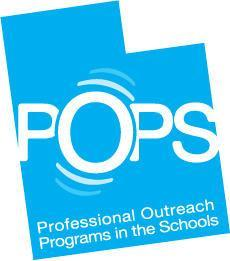 POPS
Professional Outreach
Programs in the Schools